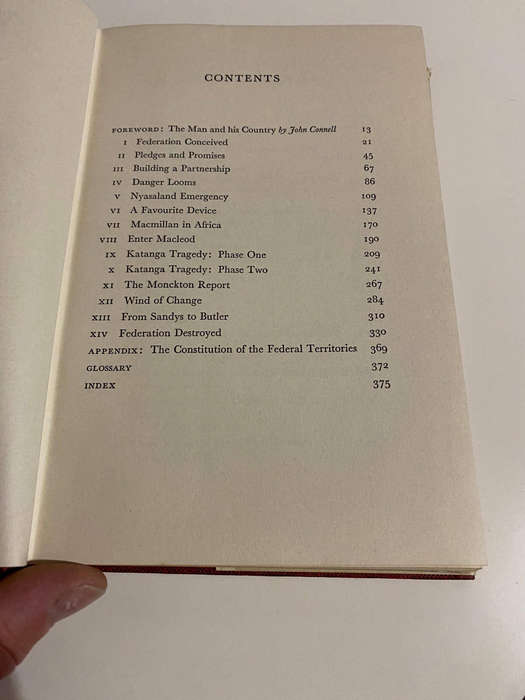 CONTENTS
FOREWORD: The Man and his Country by John Connell 13
I Federation Conceived 21
II Pledges and Promises 45
III Building a Partnership 67
IV Danger Looms 86
V Nyasaland Emergency 109
VI A Favourite Device 137
VII Macmillan in Africa 170
VIII Enter Macleod 190
IX Katanga Tragedy: Phase One 209
X Katanga Tragedy: Phase Two 241
XI The Monckton Report 267
XII Wind of Change 284
XIII From Sandys to Butler 310
XIV Federation Destroyed 330
APPENDIX: The Constitution of the Federal Territories 369
GLOSSARY 372
INDEX 375